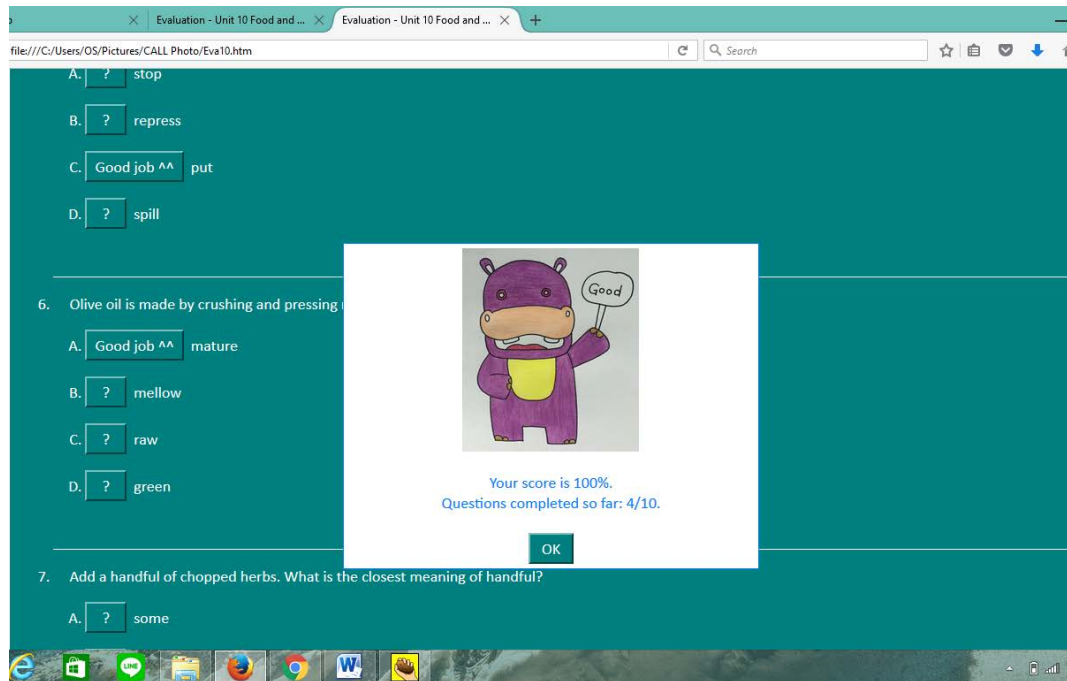 Evaluation - Unit 10 Food and ...
Evaluation - Unit 10 Food and ...
file:///C:/Users/OS/Pictures/CALL Photo/Eva10.htm
Search
A. ? stop
B. ? repress
C. Good job ^^ put
D. ? spill
Good
6. Olive oil is made by crushing and pressing
A. Good job ^^ mature
B. ? mellow
C. ? raw
D. ? green
Your score is 100%.
Questions completed so far: 4/10.
OK
7. Add a handful of chopped herbs. What is the closest meaning of handful?
A. ? some
LINE
W